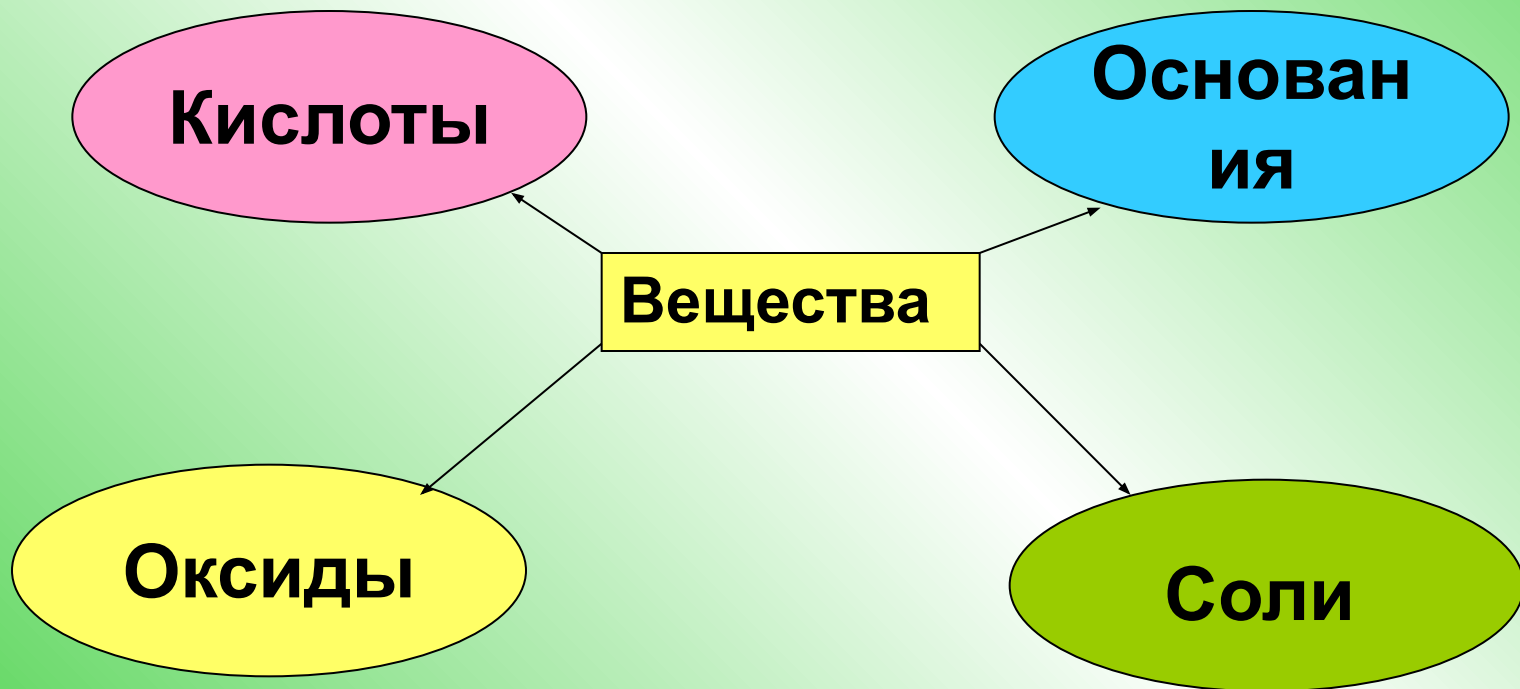 Кислоты
Основан
ия
Вещества
Оксиды
Соли